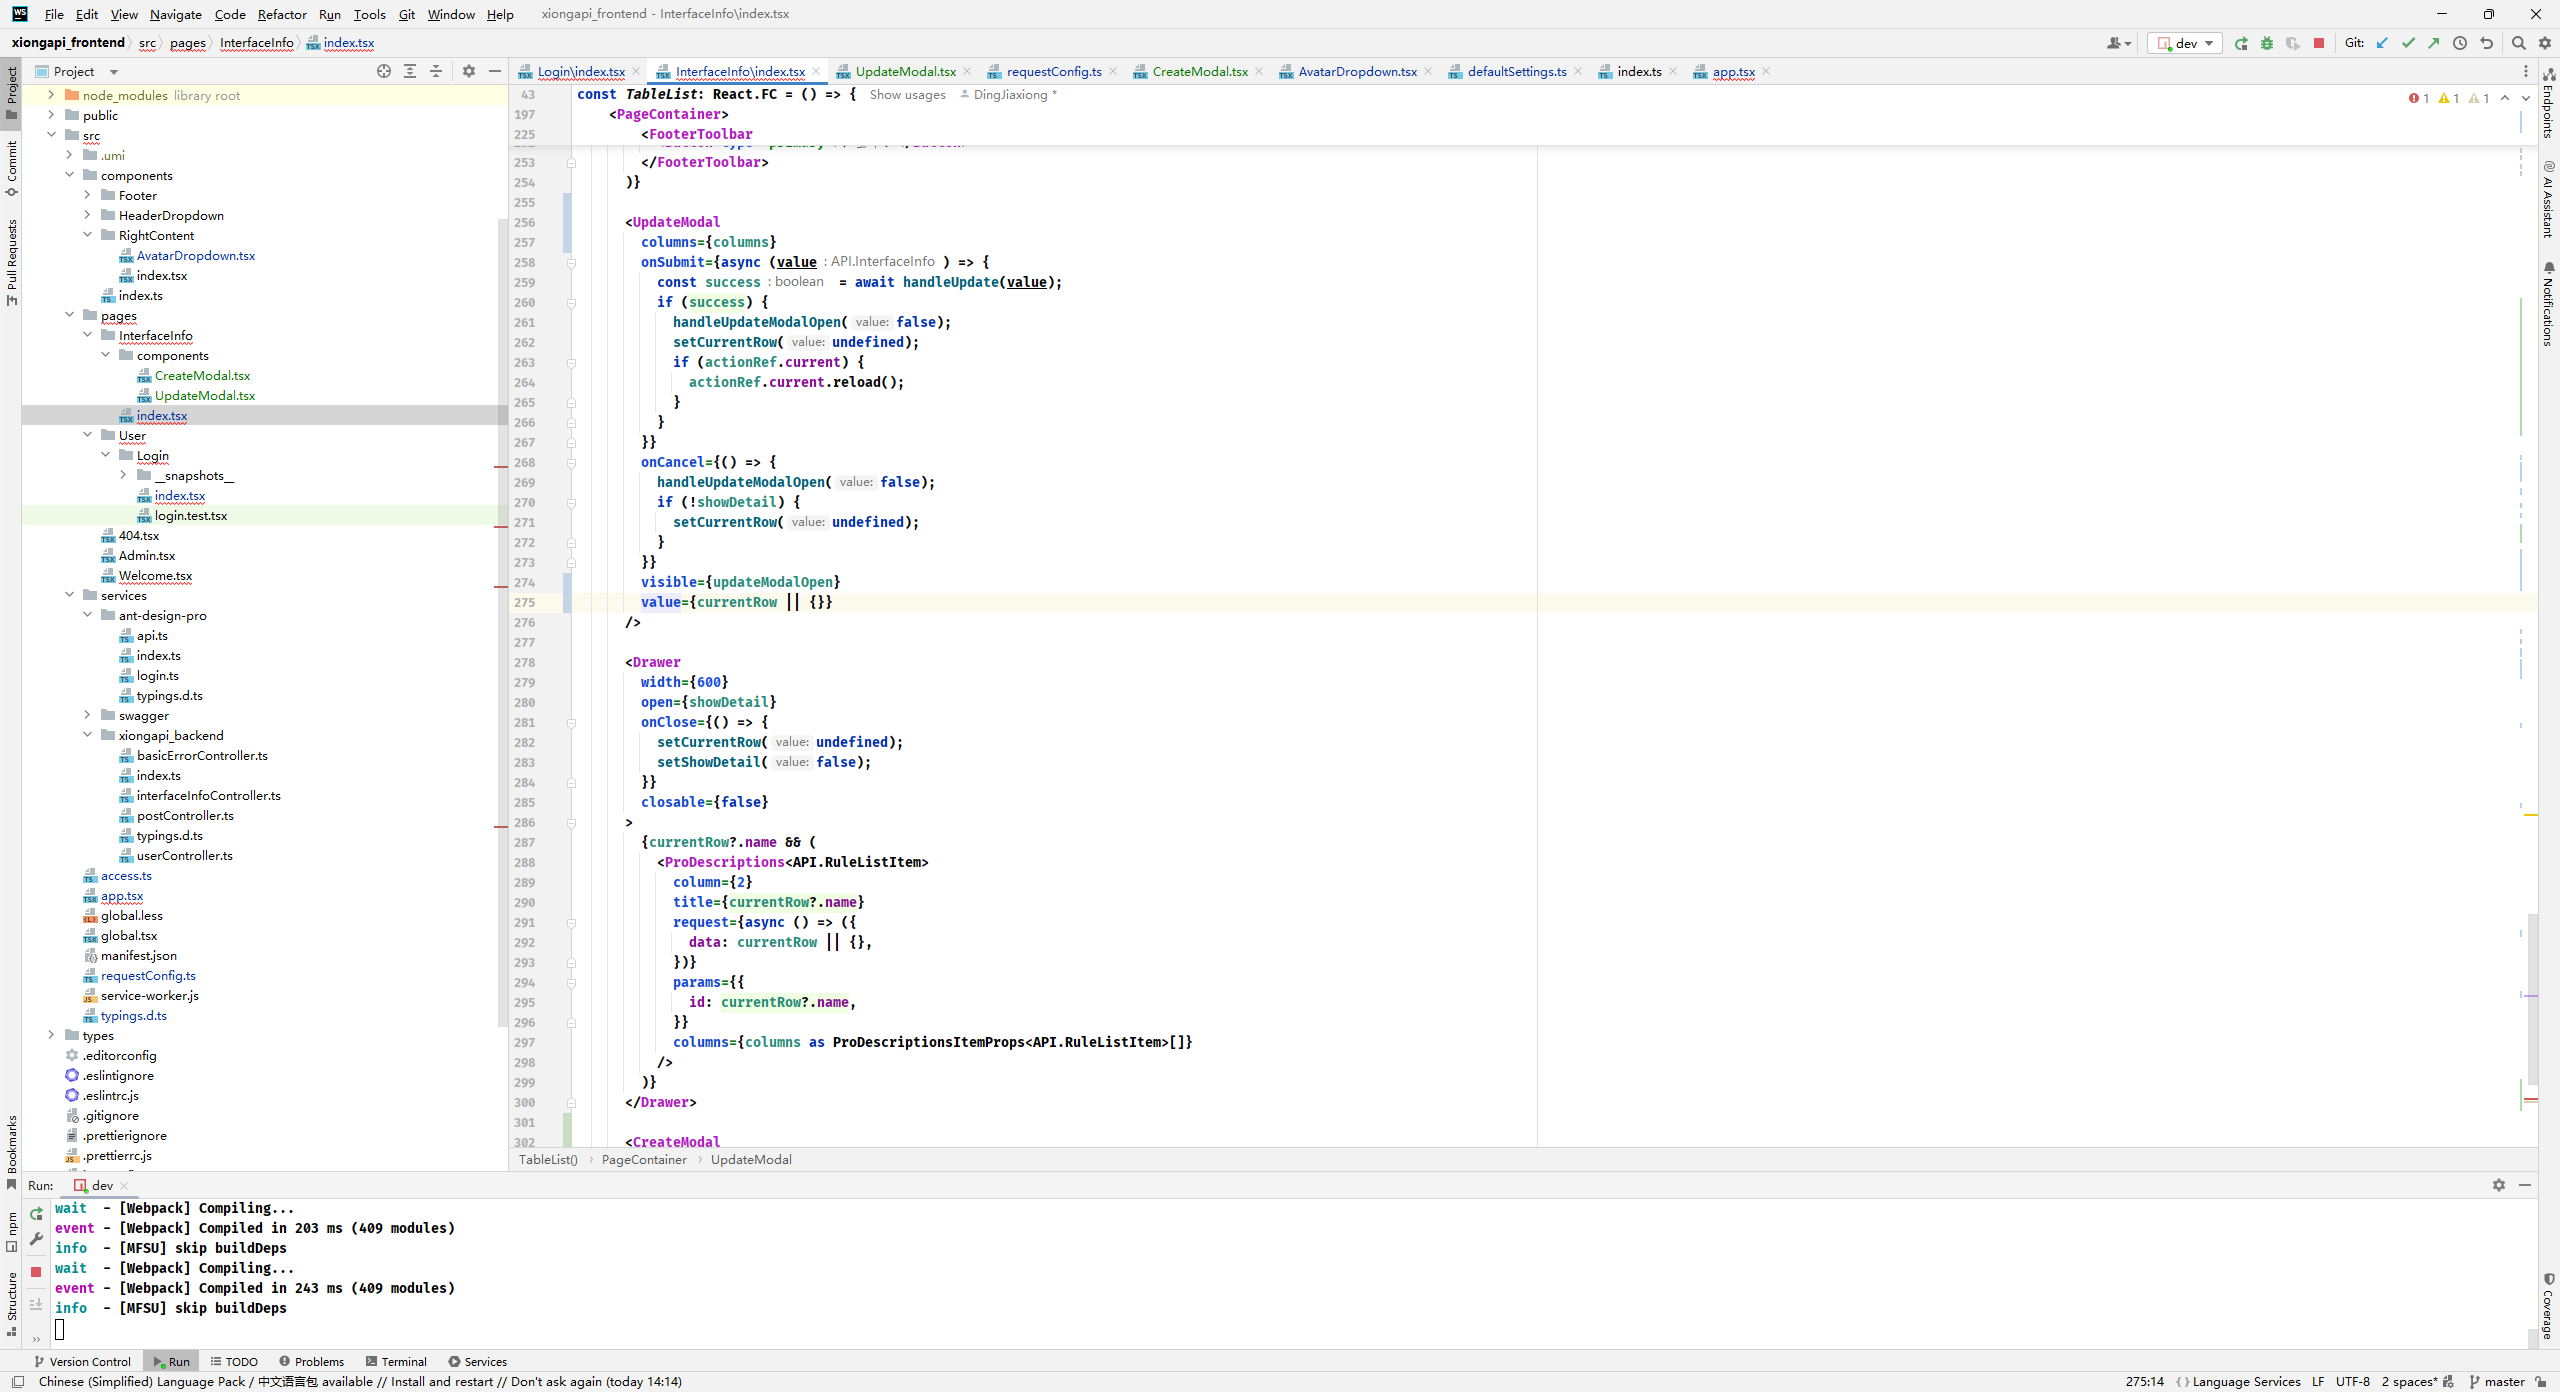 File Edit View Navigate Code Refactor Run Tools Git Window Help xiongapi_frontend - InterfaceInfo\index.tsx
xiongapi_frontend src pages InterfaceInfo index.tsx
dev Git:
Project
Login\index.tsx InterfaceInfo\index.tsx UpdateModal.tsx requestConfig.ts CreateModal.tsx AvatarDropdown.tsx defaultSettings.ts index.ts app.tsx
Project
Commit
Pull Requests
Bookmarks
npm
Structure
node_modules library root
public
src
.umi
components
Footer
HeaderDropdown
RightContent
AvatarDropdown.tsx
index.tsx
index.ts
pages
InterfaceInfo
components
CreateModal.tsx
UpdateModal.tsx
index.tsx
User
Login
__snapshots__
index.tsx
login.test.tsx
404.tsx
Admin.tsx
Welcome.tsx
services
ant-design-pro
api.ts
index.ts
login.ts
typings.d.ts
swagger
xiongapi_backend
basicErrorController.ts
index.ts
interfaceInfoController.ts
postController.ts
typings.d.ts
userController.ts
access.ts
app.tsx
global.less
global.tsx
manifest.json
requestConfig.ts
service-worker.js
typings.d.ts
types
.editorconfig
.eslintignore
.eslintrc.js
.gitignore
.prettierignore
.prettierrc.js
43 const TableList: React.FC = () => { Show usages DingJiaxiong *
1 1 1
197 <PageContainer>
225 <FooterToolbar
253 </FooterToolbar>
254 )}
255
256 <UpdateModal
257 columns={columns}
258 onSubmit={async (value : API.InterfaceInfo ) => {
259 const success : boolean = await handleUpdate(value);
260 if (success) {
261 handleUpdateModalOpen( value: false);
262 setCurrentRow( value: undefined);
263 if (actionRef.current) {
264 actionRef.current.reload();
265 }
266 }
267 }}
268 onCancel={() => {
269 handleUpdateModalOpen( value: false);
270 if (!showDetail) {
271 setCurrentRow( value: undefined);
272 }
273 }}
274 visible={updateModalOpen}
275 value={currentRow || {}}
276 />
277
278 <Drawer
279 width={600}
280 open={showDetail}
281 onClose={() => {
282 setCurrentRow( value: undefined);
283 setShowDetail( value: false);
284 }}
285 closable={false}
286 >
287 {currentRow?.name && (
288 <ProDescriptions<API.RuleListItem>
289 column={2}
290 title={currentRow?.name}
291 request={async () => ({
292 data: currentRow || {},
293 })}
294 params={{
295 id: currentRow?.name,
296 }}
297 columns={columns as ProDescriptionsItemProps<API.RuleListItem>[]}
298 />
299 )}
300 </Drawer>
301
302 <CreateModal
TableList() PageContainer UpdateModal
Endpoints
AI Assistant
Notifications
Coverage
Run: dev
wait - [Webpack] Compiling...
event - [Webpack] Compiled in 203 ms (409 modules)
info - [MFSU] skip buildDeps
wait - [Webpack] Compiling...
event - [Webpack] Compiled in 243 ms (409 modules)
info - [MFSU] skip buildDeps
Version Control Run TODO Problems Terminal Services
Chinese (Simplified) Language Pack / 中文语言包 available // Install and restart // Don't ask again (today 14:14) 275:14 Language Services LF UTF-8 2 spaces* master